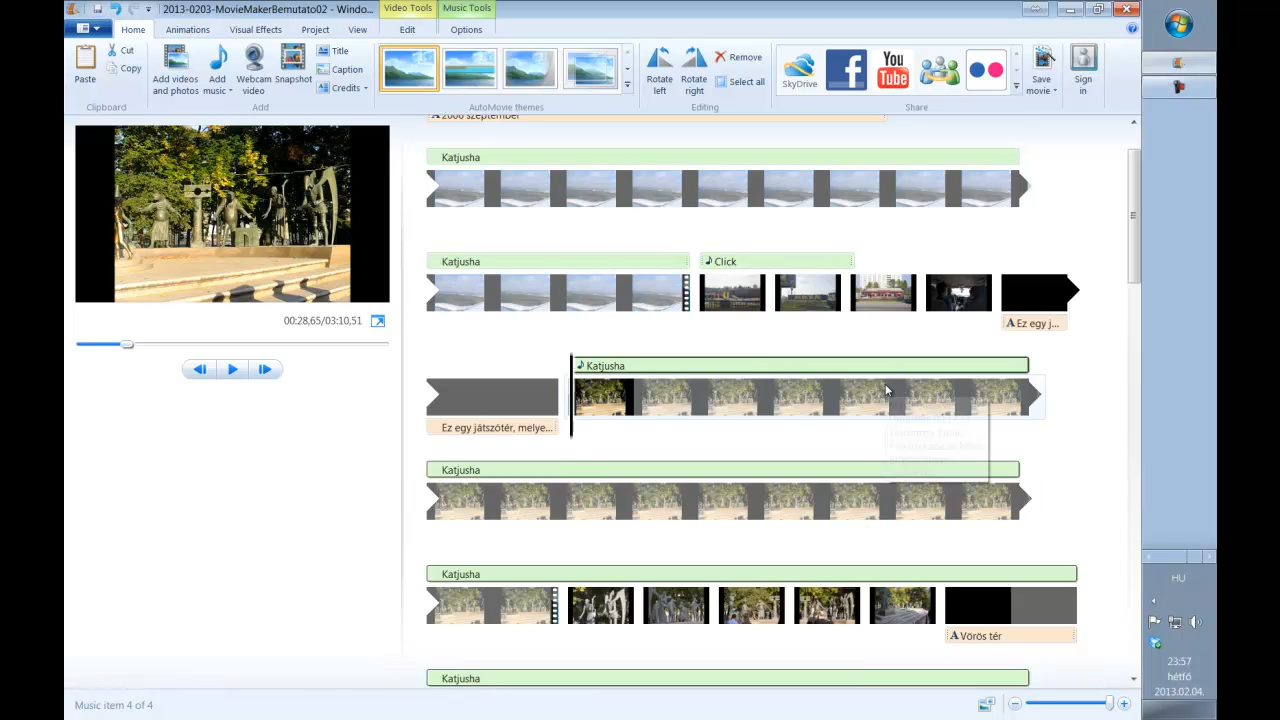 2013-0203-MovieMakerBemutato02 - Windo...
Video Tools
Music Tools
Home
Animations
Visual Effects
Project
View
Edit
Options
Paste
Cut
Copy
Clipboard
Add videos and photos
Add music
Webcam video
Snapshot
Title
Caption
Credits
Add
AutoMovie themes
Rotate left
Rotate right
Remove
Select all
Editing
SkyDrive
f
You Tube
Share
Save movie
Sign in
A 2006 szeptember
Katjusha
Katjusha
Click
A Ez egy j...
00:28,65/03:10,51
Katjusha
Ez egy játszótér, melye...
Katjusha
Katjusha
A Vörös tér
Katjusha
Music item 4 of 4
HU
23:57
hétfő
2013.02.04.